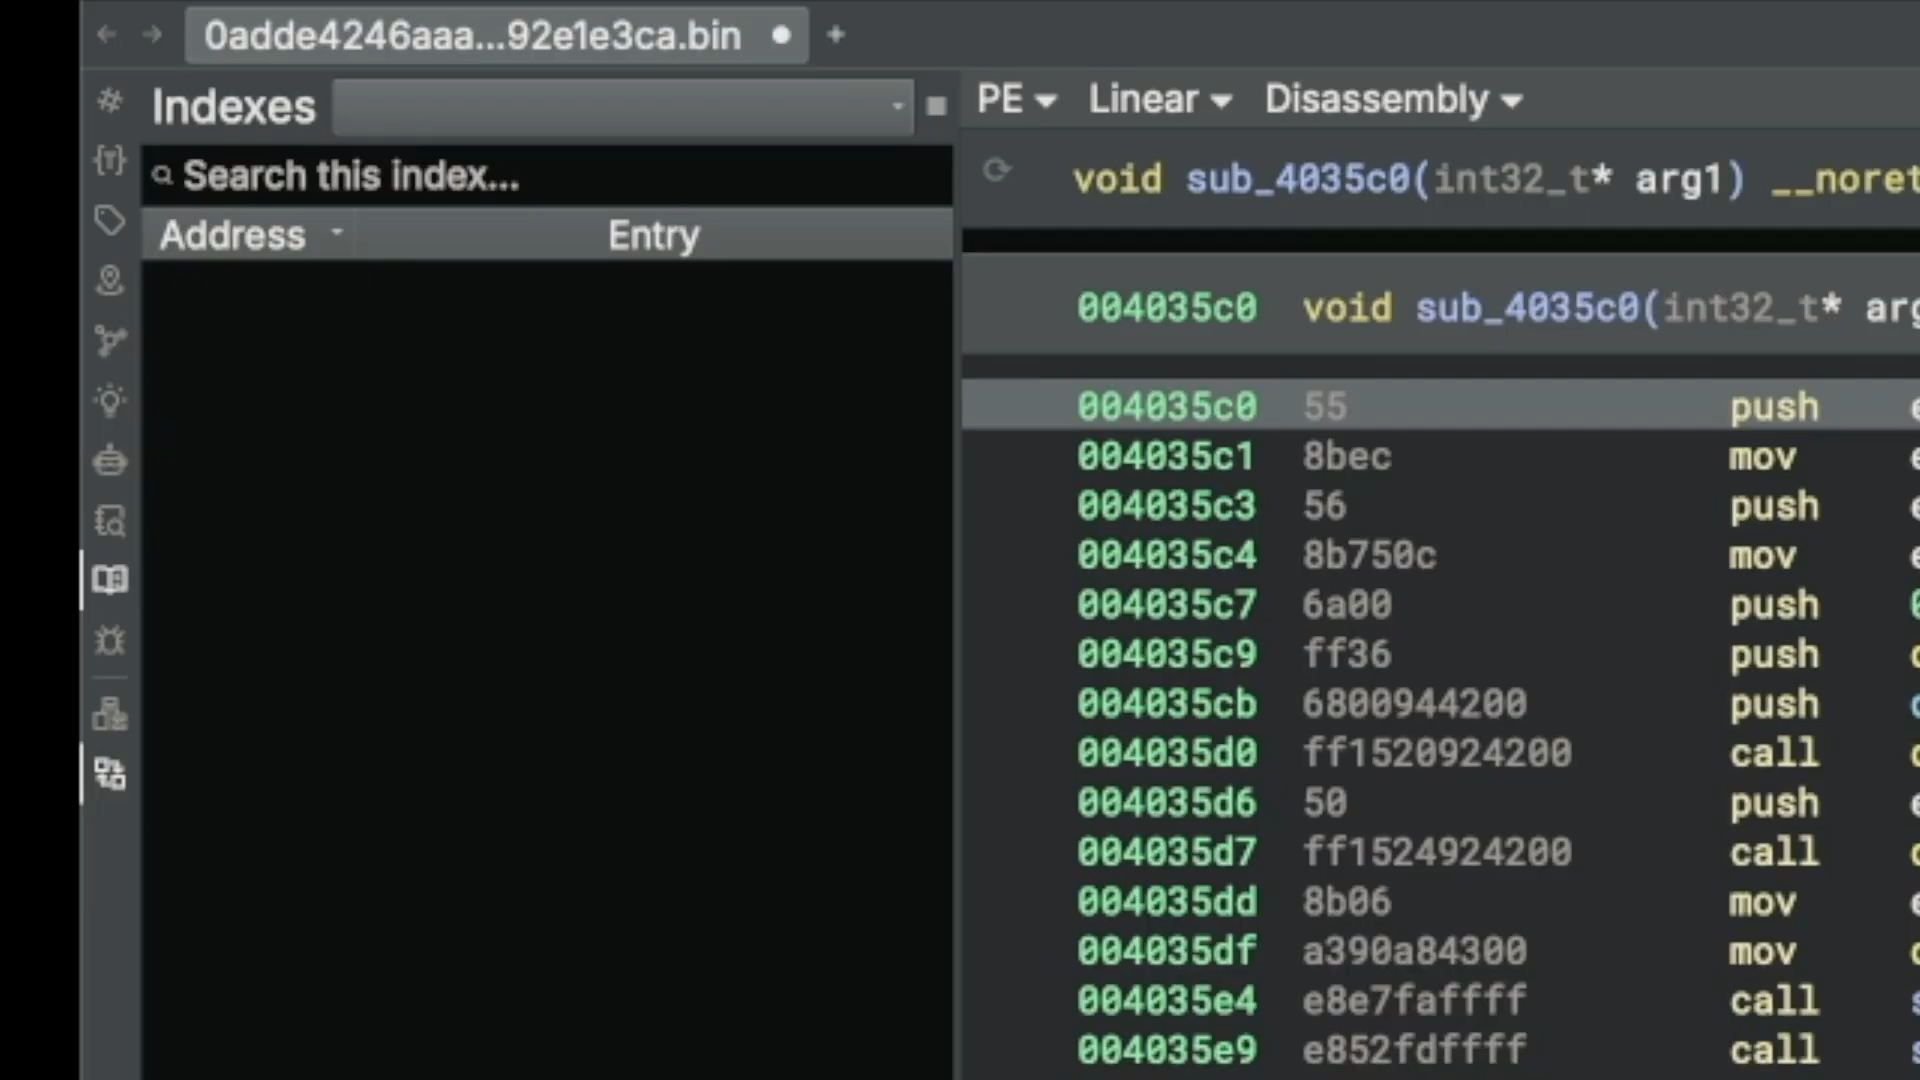 0adde4246aaa...92e1e3ca.bin
Indexes
Search this index...
Address Entry
PE Linear Disassembly
void sub_4035c0(int32_t* arg1) __noret
004035c0 void sub_4035c0(int32_t* arg
004035c0 55 push
004035c1 8bec mov
004035c3 56 push
004035c4 8b750c mov
004035c7 6a00 push
004035c9 ff36 push
004035cb 6800944200 push
004035d0 ff1520924200 call
004035d6 50 push
004035d7 ff1524924200 call
004035dd 8b06 mov
004035df a390a84300 mov
004035e4 e8e7faffff call
004035e9 e852fdffff call